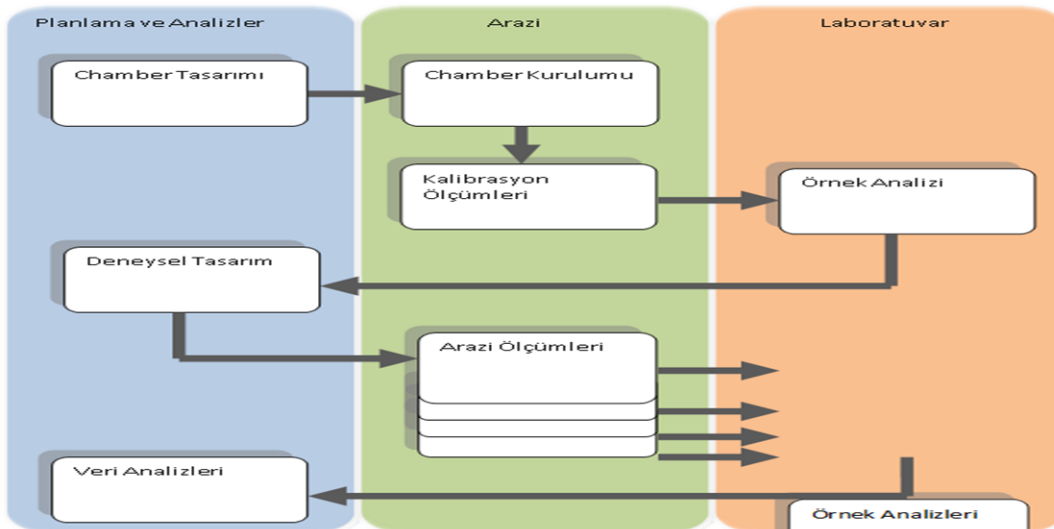 Planlama ve Analizler
Arazi
Laboratuvar
Chamber Tasarımı
Chamber Kurulumu
Kalibrasyon
Ölçümleri
Örnek Analizi
Deneysel Tasarım
Arazi Ölçümleri
Veri Analizleri
Örnek Analizleri